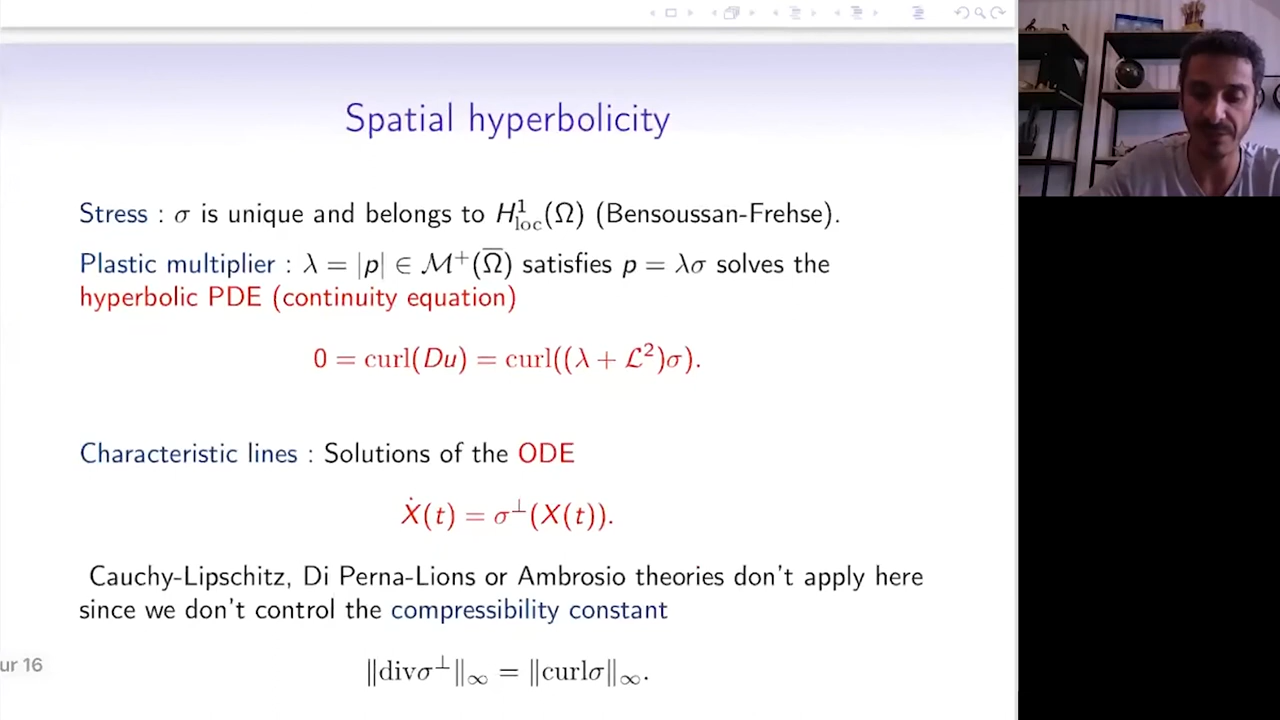 Spatial hyperbolicity
Stress : σ is unique and belongs to H¹_loc(Ω) (Bensoussan-Frehse).
Plastic multiplier : λ = |p| ∈ ℳ⁺(Ω̅) satisfies p = λσ solves the
hyperbolic PDE (continuity equation)
0 = curl(Du) = curl((λ + ℒ²)σ).
Characteristic lines : Solutions of the ODE
Ẋ(t) = σ^⊥(X(t)).
Cauchy-Lipschitz, Di Perna-Lions or Ambrosio theories don't apply here
since we don't control the compressibility constant
ur 16
‖divσ^⊥‖_∞ = ‖curlσ‖_∞.